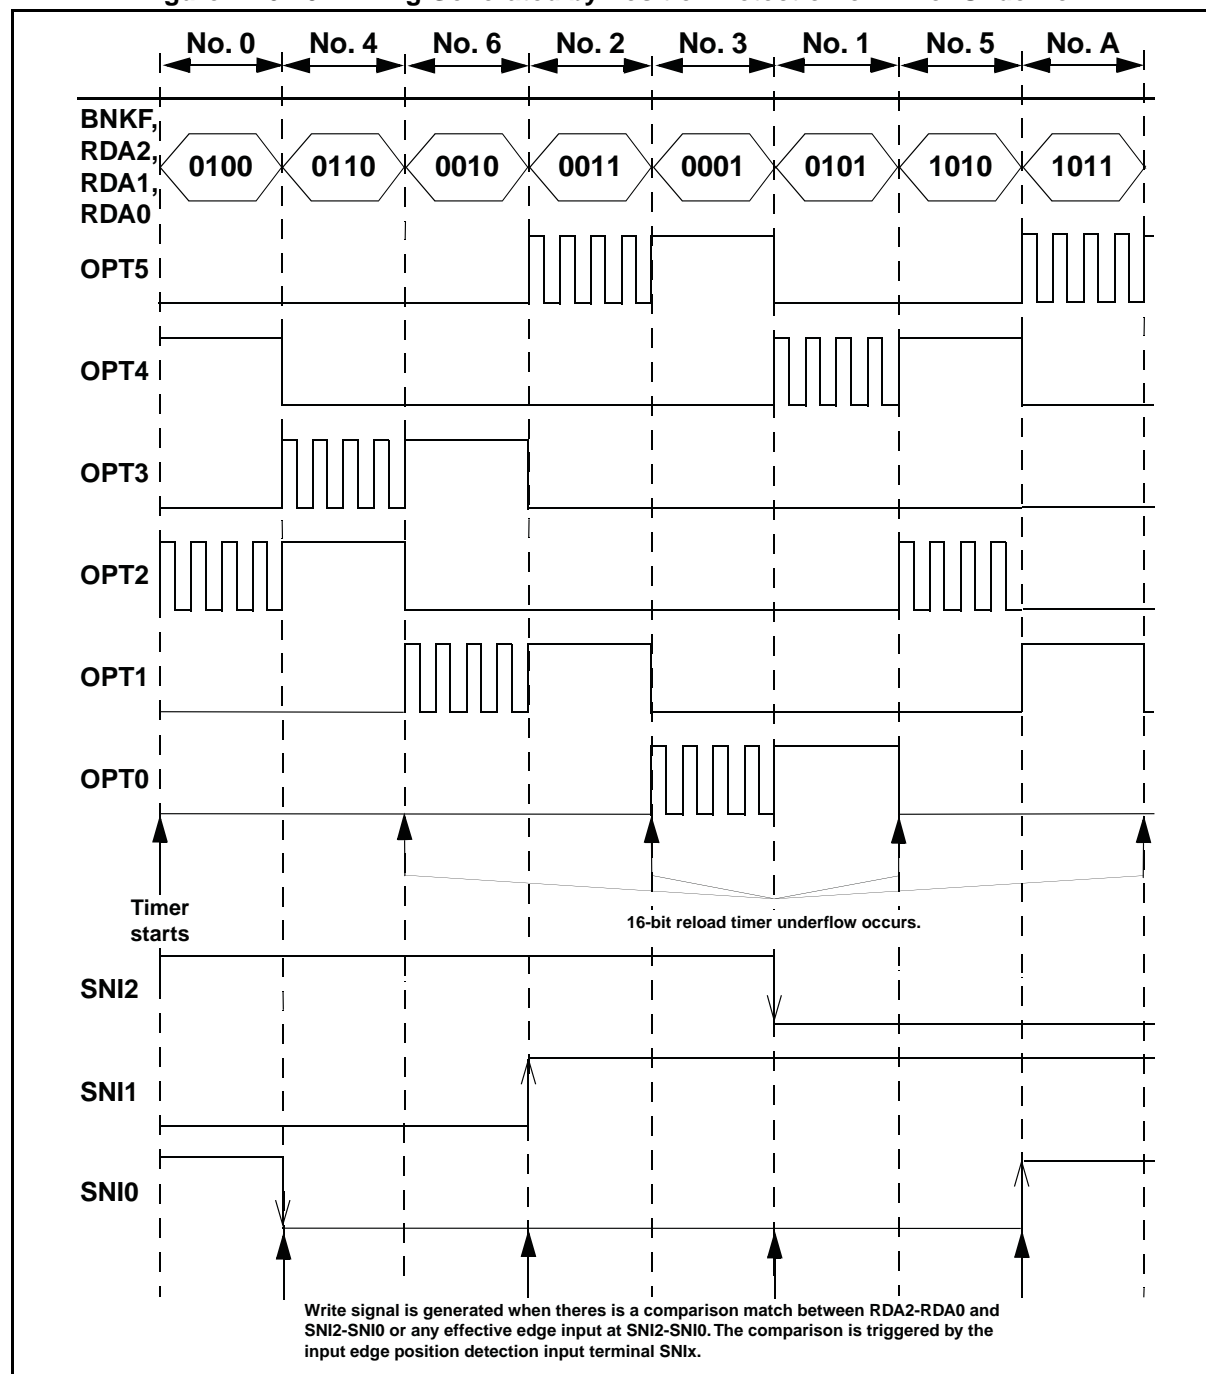 No. 0 No. 4 No. 6 No. 2 No. 3 No. 1 No. 5 No. A
BNKF,
RDA2,
RDA1,
RDA0
0100 0110 0010 0011 0001 0101 1010 1011
OPT5
OPT4
OPT3
OPT2
OPT1
OPT0
Timer
starts
16-bit reload timer underflow occurs.
SNI2
SNI1
SNI0
Write signal is generated when theres is a comparison match between RDA2-RDA0 and
SNI2-SNI0 or any effective edge input at SNI2-SNI0. The comparison is triggered by the
input edge position detection input terminal SNIx.